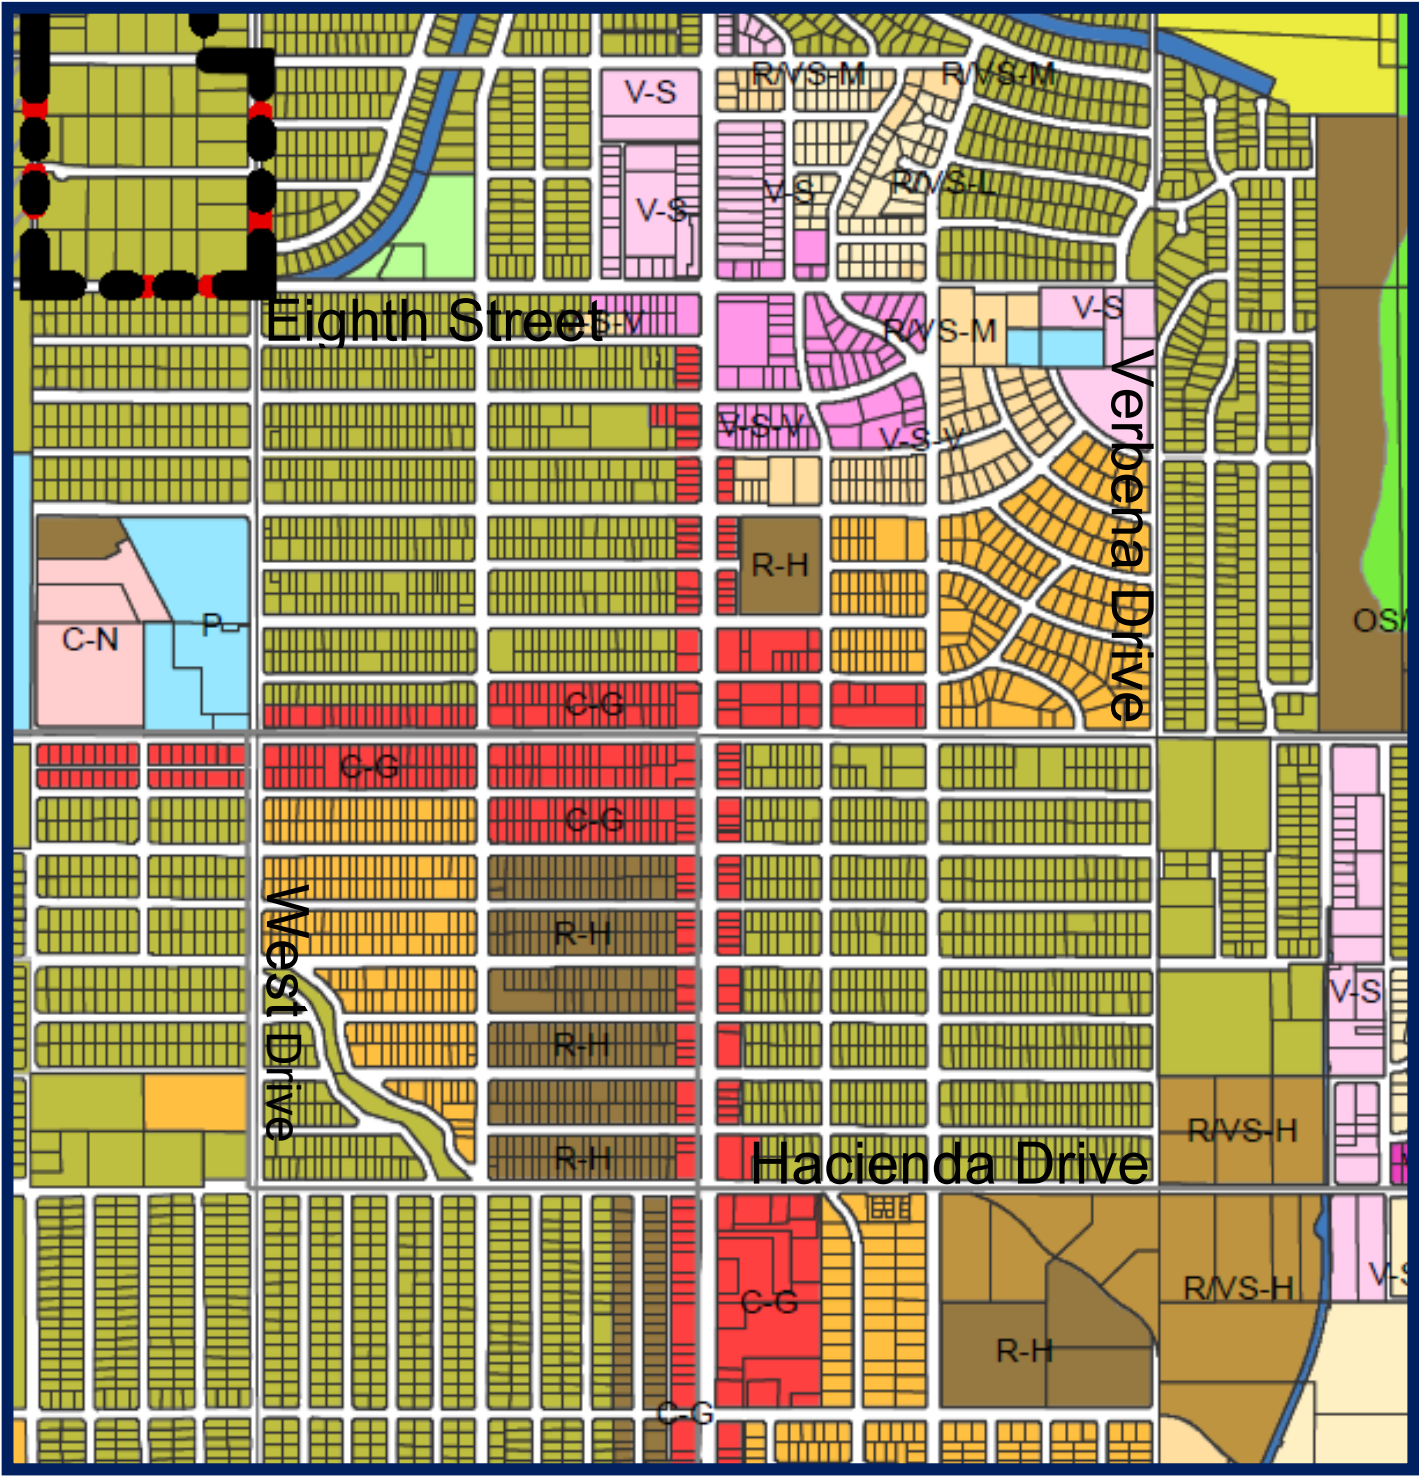 R/VS-M
R/VS-M
V-S
V-S
V-S
R/VS-L
Eighth Street
V-S-V
R/VS-M
V-S
V-S-V
V-S-V
Verbena Drive
R-H
C-N
P
OS/
C-G
C-G
C-G
West Drive
R-H
V-S
R-H
R/VS-H
R-H
Hacienda Drive
R/VS-H
V-S
C-G
R-H
C-G